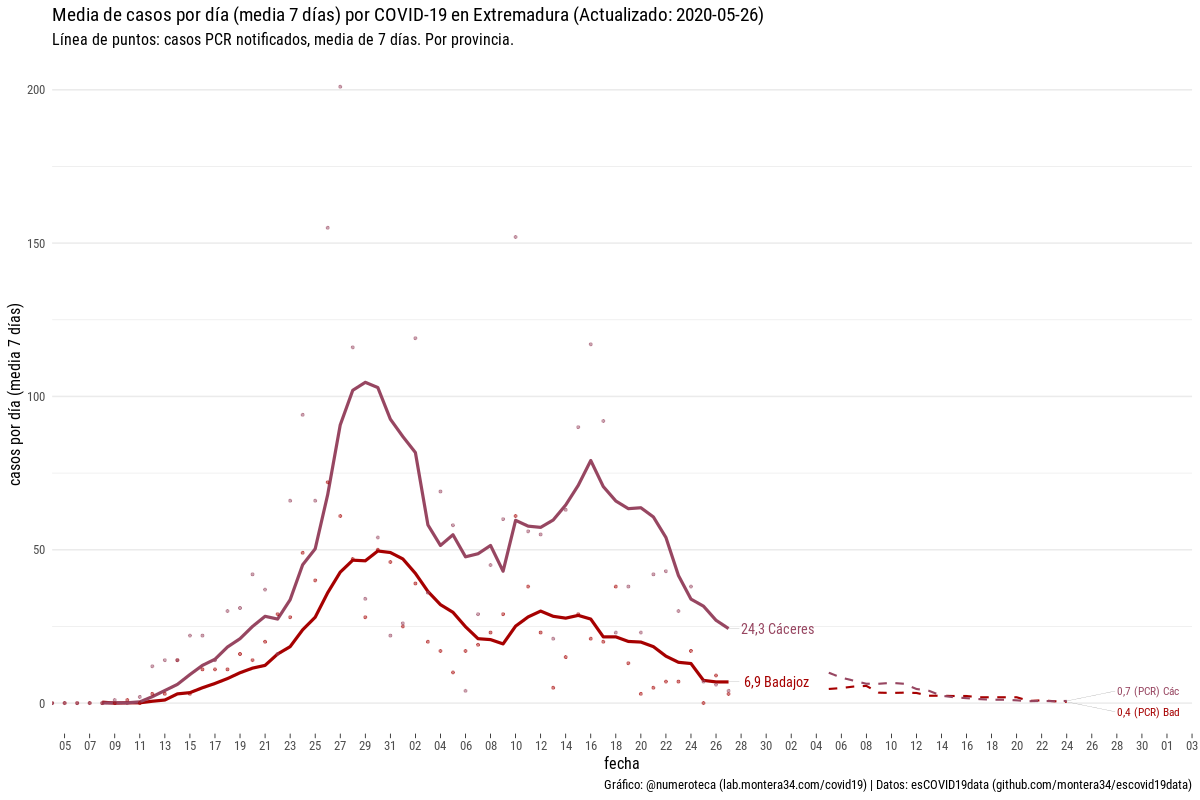 Media de casos por día (media 7 días) por COVID-19 en Extremadura (Actualizado: 2020-05-26)
Línea de puntos: casos PCR notificados, media de 7 días. Por provincia.
casos por día (media 7 días)
200
150
100
50
0
24,3 Cáceres
6,9 Badajoz
0,7 (PCR) Các
0,4 (PCR) Bad
05 07 09 11 13 15 17 19 21 23 25 27 29 31 02 04 06 08 10 12 14 16 18 20 22 24 26 28 30 02 04 06 08 10 12 14 16 18 20 22 24 26 28 30 01 03
fecha
Gráfico: @numeroteca (lab.montera34.com/covid19) | Datos: esCOVID19data (github.com/montera34/escovid19data)